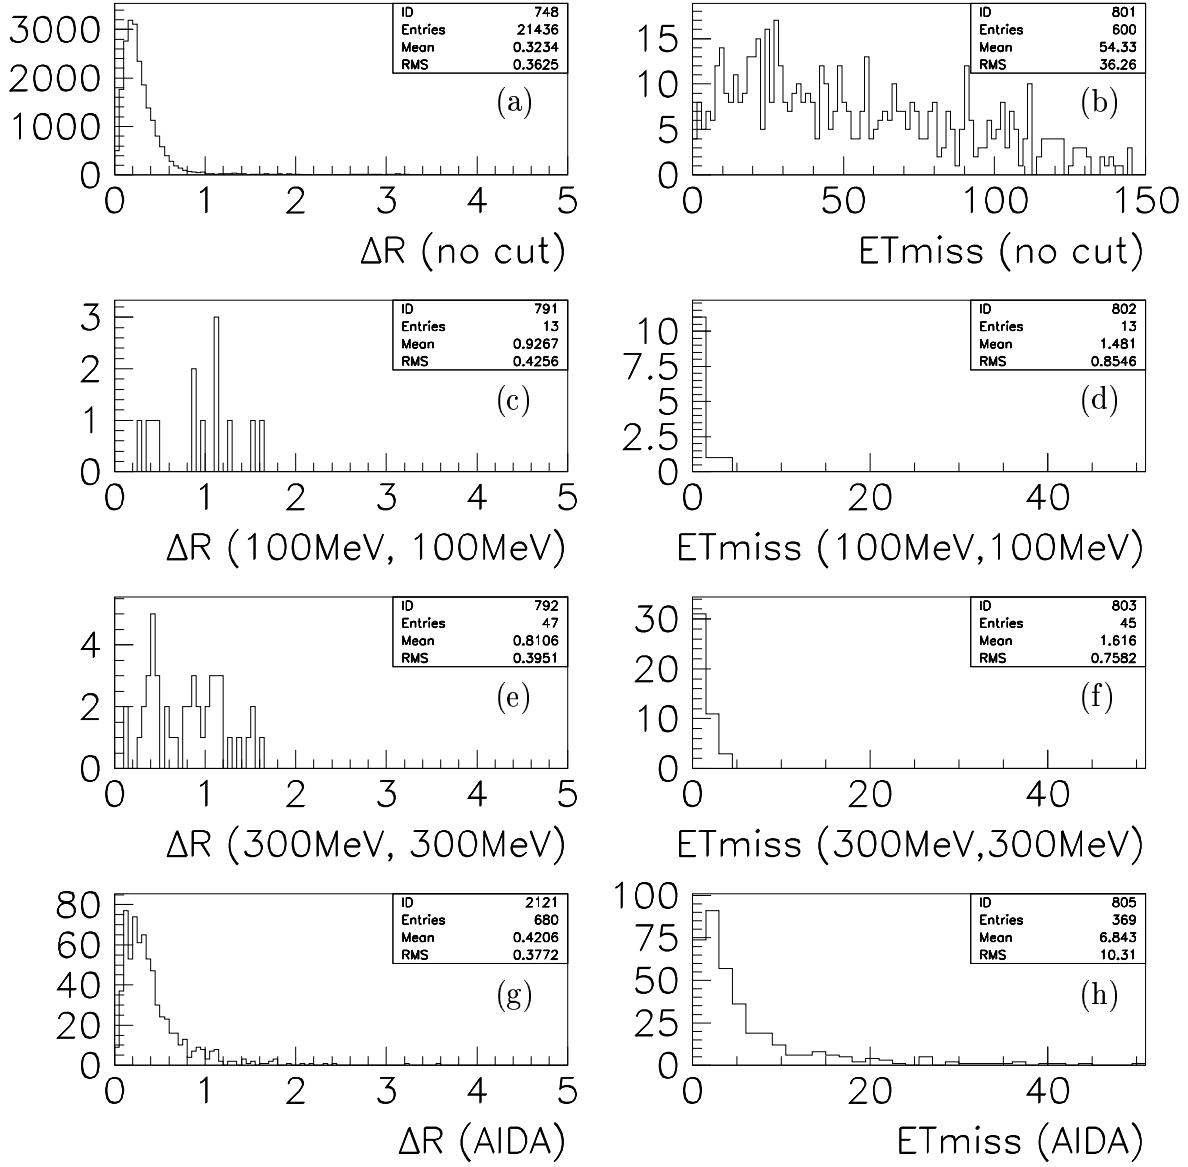 3000
2000
1000
0
0 1 2 3 4 5
ID 748
Entries 21436
Mean 0.3234
RMS 0.3625
(a)
ΔR (no cut)
15
10
5
0
0 50 100 150
ID 801
Entries 600
Mean 54.33
RMS 36.26
(b)
ETmiss (no cut)
3
2
1
0
0 1 2 3 4 5
ID 791
Entries 13
Mean 0.9267
RMS 0.4256
(c)
ΔR (100MeV, 100MeV)
10
7.5
5
2.5
0
0 20 40
ID 802
Entries 13
Mean 1.481
RMS 0.8546
(d)
ETmiss (100MeV,100MeV)
4
2
0
0 1 2 3 4 5
ID 792
Entries 47
Mean 0.8106
RMS 0.3951
(e)
ΔR (300MeV, 300MeV)
30
20
10
0
0 20 40
ID 803
Entries 45
Mean 1.616
RMS 0.7582
(f)
ETmiss (300MeV,300MeV)
80
60
40
20
0
0 1 2 3 4 5
ID 2121
Entries 680
Mean 0.4206
RMS 0.3772
(g)
ΔR (AIDA)
100
75
50
25
0
0 20 40
ID 805
Entries 369
Mean 6.843
RMS 10.31
(h)
ETmiss (AIDA)